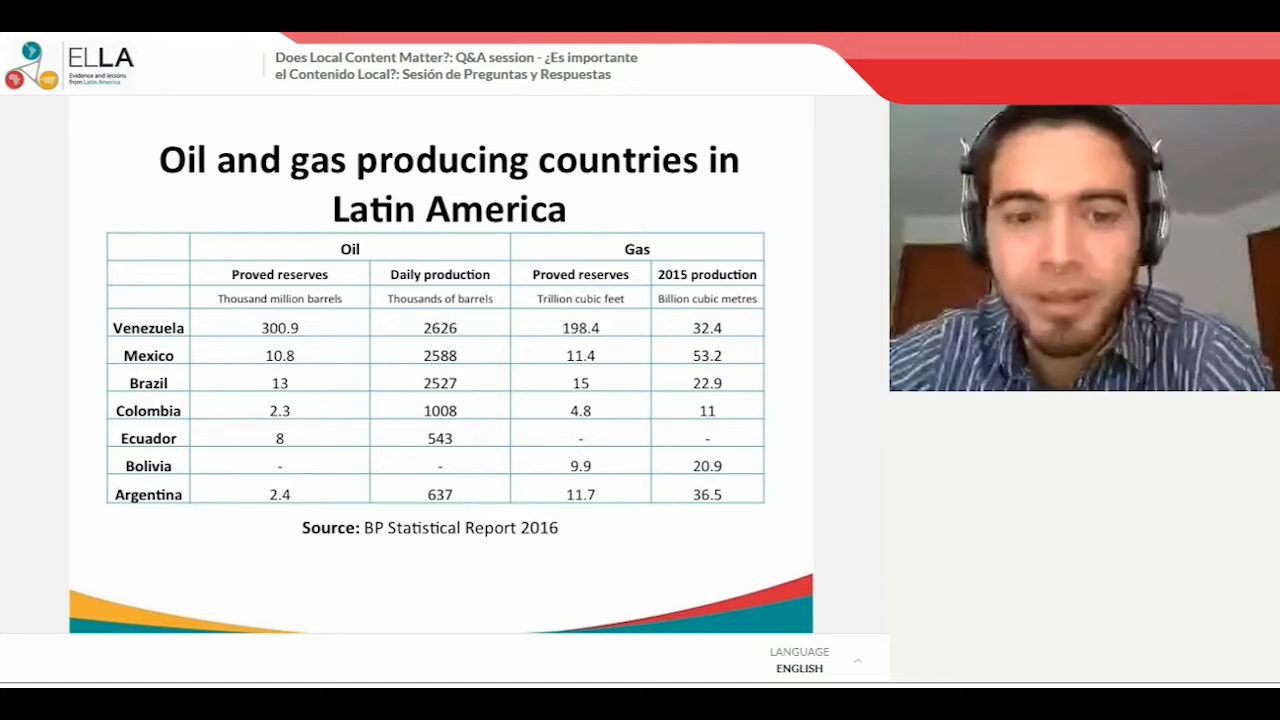 ELLA
Evidence and lessons
from Latin America
Does Local Content Matter?: Q&A session - ¿Es importante
el Contenido Local?: Sesión de Preguntas y Respuestas
Oil and gas producing countries in
Latin America
Oil Gas
Proved reserves Daily production Proved reserves 2015 production
Thousand million barrels Thousands of barrels Trillion cubic feet Billion cubic metres
Venezuela 300.9 2626 198.4 32.4
Mexico 10.8 2588 11.4 53.2
Brazil 13 2527 15 22.9
Colombia 2.3 1008 4.8 11
Ecuador 8 543 - -
Bolivia - - 9.9 20.9
Argentina 2.4 637 11.7 36.5
Source: BP Statistical Report 2016
LANGUAGE
ENGLISH